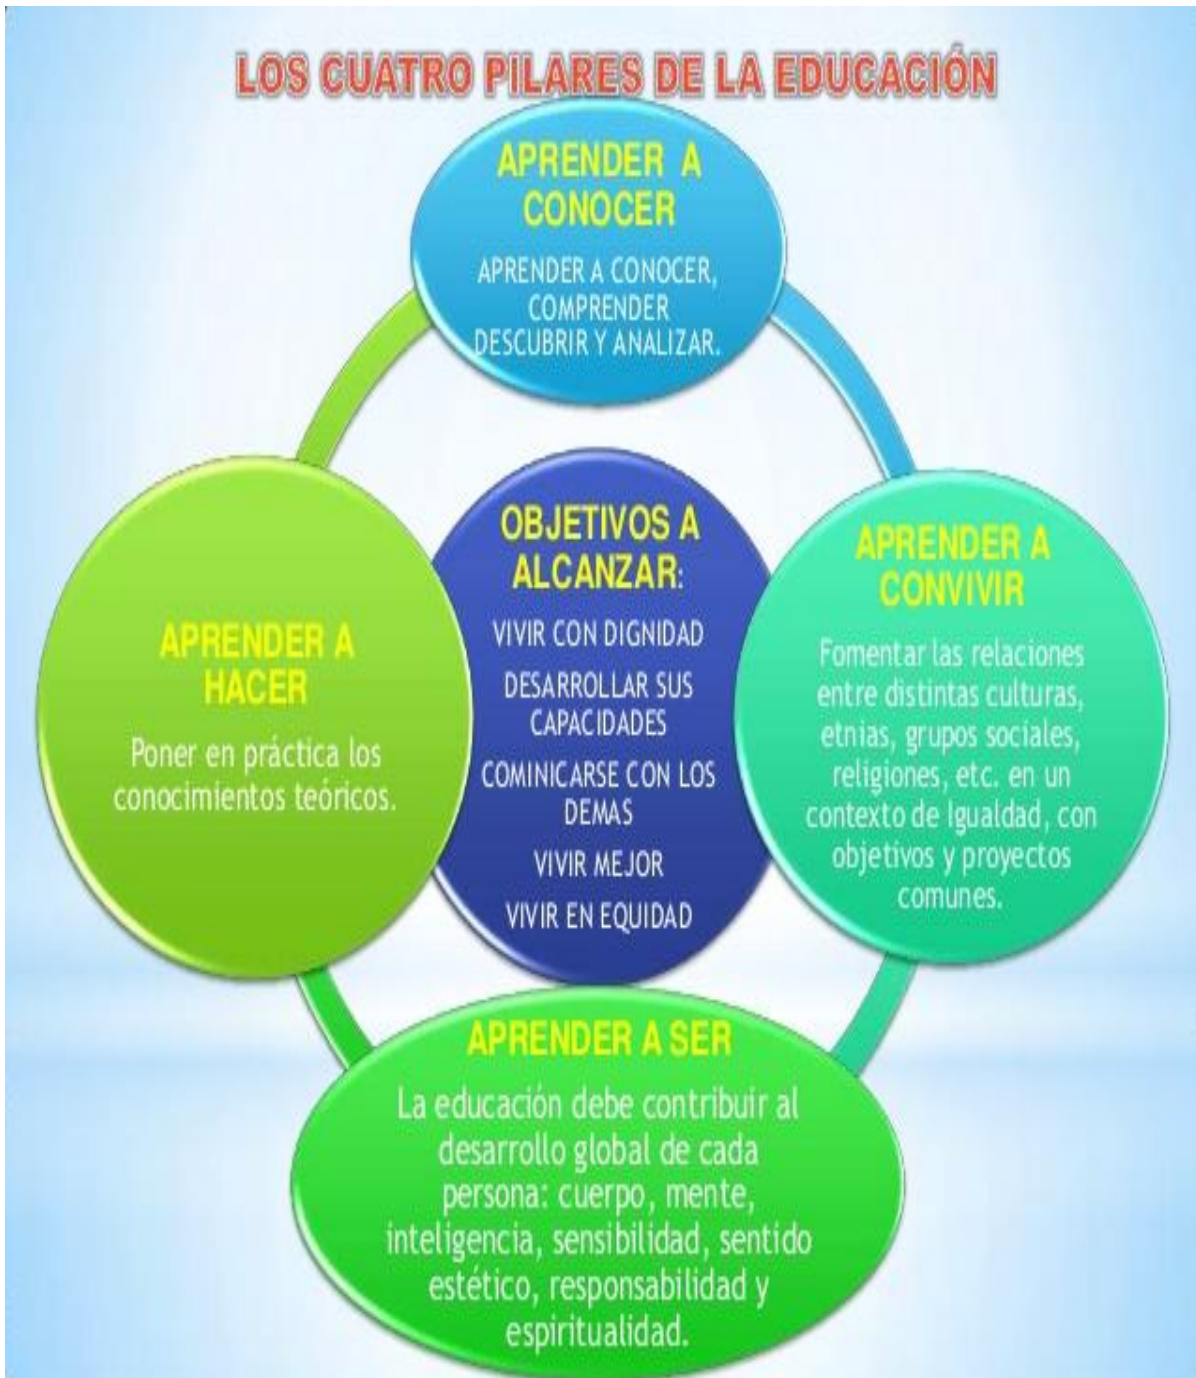 LOS CUATRO PILARES DE LA EDUCACIÓN
APRENDER A
CONOCER
APRENDER A CONOCER,
COMPRENDER
DESCUBRIR Y ANALIZAR.
APRENDER A
HACER
Poner en práctica los
conocimientos teóricos.
OBJETIVOS A
ALCANZAR:
VIVIR CON DIGNIDAD
DESARROLLAR SUS
CAPACIDADES
COMINICARSE CON LOS
DEMAS
VIVIR MEJOR
VIVIR EN EQUIDAD
APRENDER A
CONVIVIR
Fomentar las relaciones
entre distintas culturas,
etnias, grupos sociales,
religiones, etc. en un
contexto de Igualdad, con
objetivos y proyectos
comunes.
APRENDER A SER
La educación debe contribuir al
desarrollo global de cada
persona: cuerpo, mente,
inteligencia, sensibilidad, sentido
estético, responsabilidad y
espiritualidad.